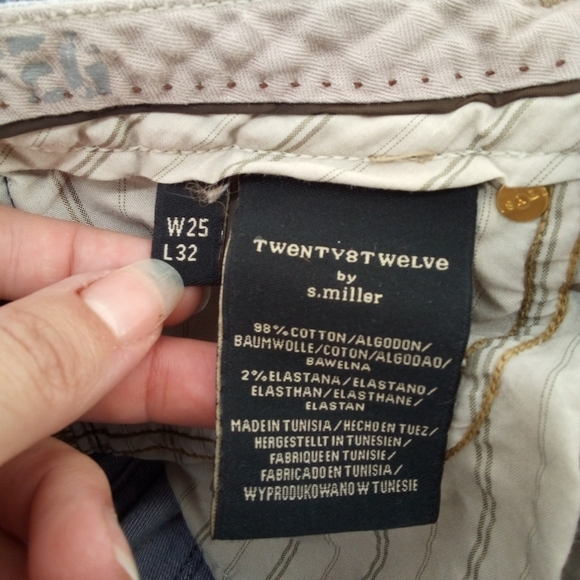 W25
L32
TWENTY8TWELVE
by
s.miller
98%COTTON/ALGODON/
BAUMWOLLE/COTON/ALGODAO/
BAWELNA
2%ELASTANA/ELASTANO/
ELASTHAN/ELASTHANE/
ELASTAN
MADE IN TUNISIA/HECHO EN TUEZ/
HERGESTELLT IN TUNESIEN/
FABRIQUE EN TUNISIE/
FABRICADO EN TUNISIA/
WYPRODUKOWANO W TUNESIE